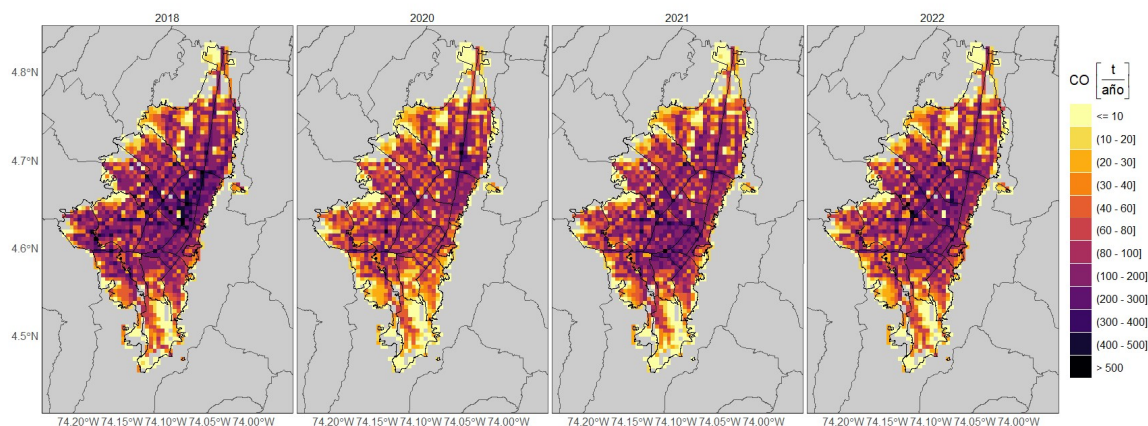 2018
2020
2021
2022
4.8°N
4.7°N
4.6°N
4.5°N
74.20°W 74.15°W 74.10°W 74.05°W 74.00°W
74.20°W 74.15°W 74.10°W 74.05°W 74.00°W
74.20°W 74.15°W 74.10°W 74.05°W 74.00°W
74.20°W 74.15°W 74.10°W 74.05°W 74.00°W
CO [t/año]
<= 10
(10 - 20]
(20 - 30]
(30 - 40]
(40 - 60]
(60 - 80]
(80 - 100]
(100 - 200]
(200 - 300]
(300 - 400]
(400 - 500]
> 500